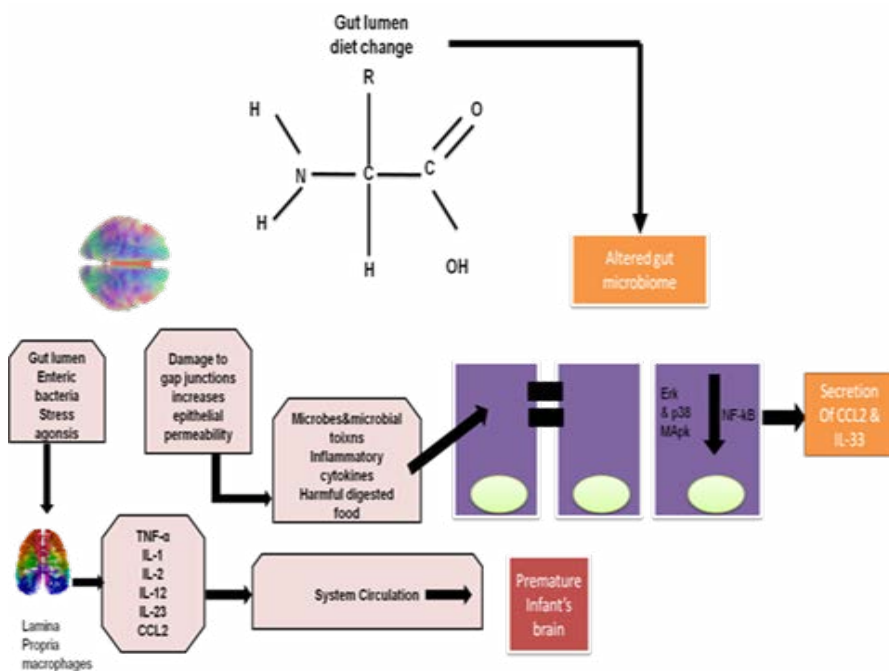 Gut lumen
diet change
R
H
O
N
C
C
H
H
OH
Altered gut
microbiome
Gut lumen
Enteric
bacteria
Stress
agonsis
Damage to
gap junctions
increases
epithelial
permeability
Microbes&microbial
toixns
Inflammatory
cytokines
Harmful digested
food
Erk
& p38
MApk
NF-kB
Secretion
Of CCL2 &
IL-33
Lamina
Propria
macrophages
TNF-α
IL-1
IL-2
IL-12
IL-23
CCL2
System Circulation
Premature
Infant's
brain